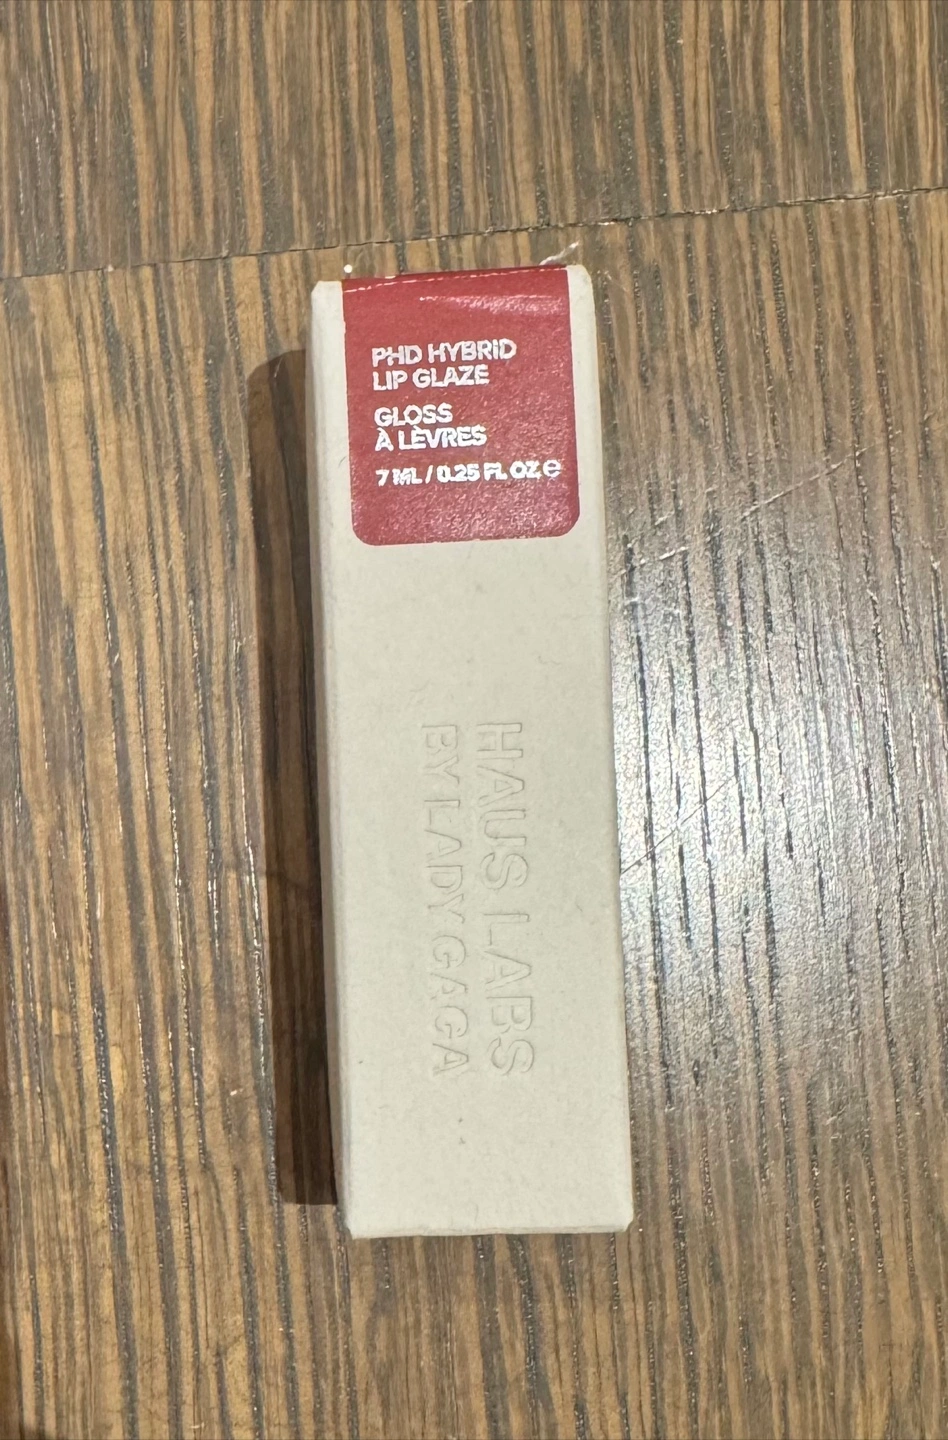 PHD HYBRID
LIP GLAZE
GLOSS
À LÈVRES
7 ML / 0.25 FL OZ ℮
HAUS LABS
BY LADY GAGA